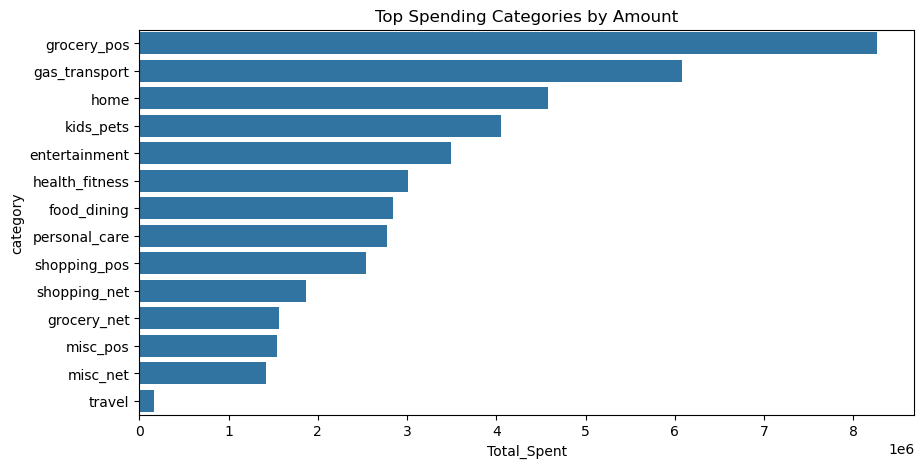 Top Spending Categories by Amount
grocery_pos
gas_transport
home
kids_pets
entertainment
health_fitness
food_dining
personal_care
shopping_pos
shopping_net
grocery_net
misc_pos
misc_net
travel
category
0 1 2 3 4 5 6 7 8
1e6
Total_Spent